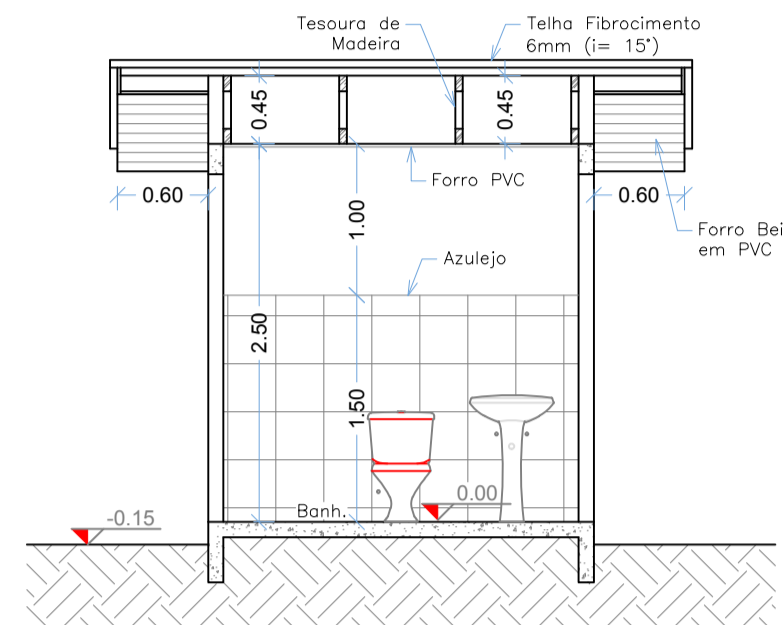 Tesoura de
Madeira
Telha Fibrocimento
6mm (i= 15°)
0.45
0.45
0.60
0.60
Forro PVC
1.00
Forro Bei
em PVC
Azulejo
2.50
1.50
0.00
Banh.
-0.15